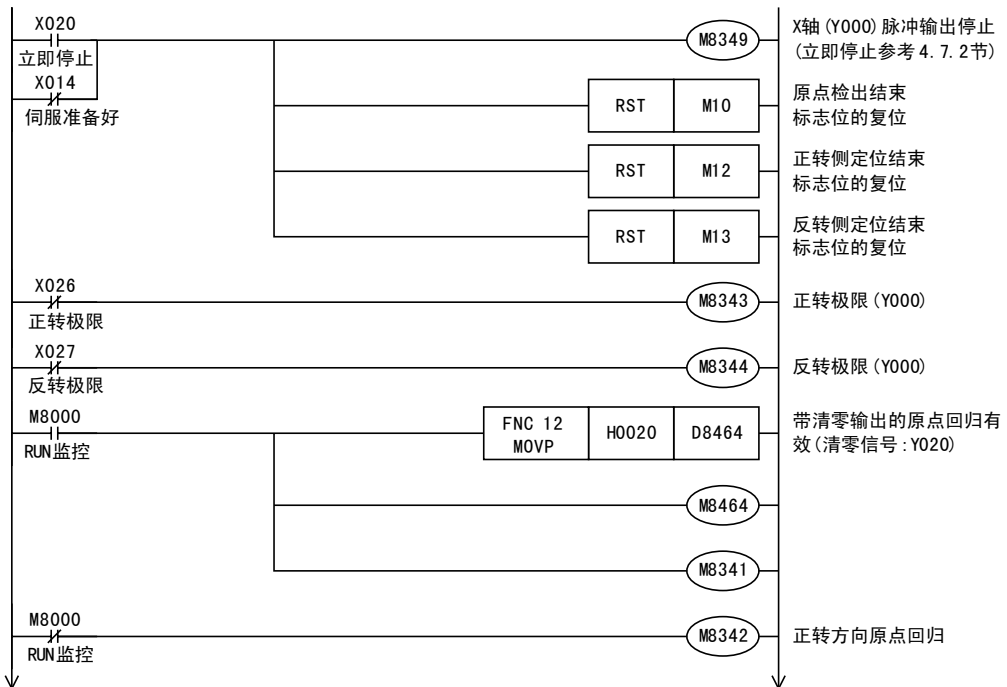 X020
立即停止
X014
伺服准备好
M8349
X轴(Y000)脉冲输出停止
(立即停止参考4.7.2节)
RST M10
原点检出结束
标志位的复位
RST M12
正转侧定位结束
标志位的复位
RST M13
反转侧定位结束
标志位的复位
X026
正转极限
M8343
正转极限(Y000)
X027
反转极限
M8344
反转极限(Y000)
M8000
RUN监控
FNC 12
MOVP
H0020
D8464
带清零输出的原点回归有
效(清零信号:Y020)
M8464
M8341
M8000
RUN监控
M8342
正转方向原点回归